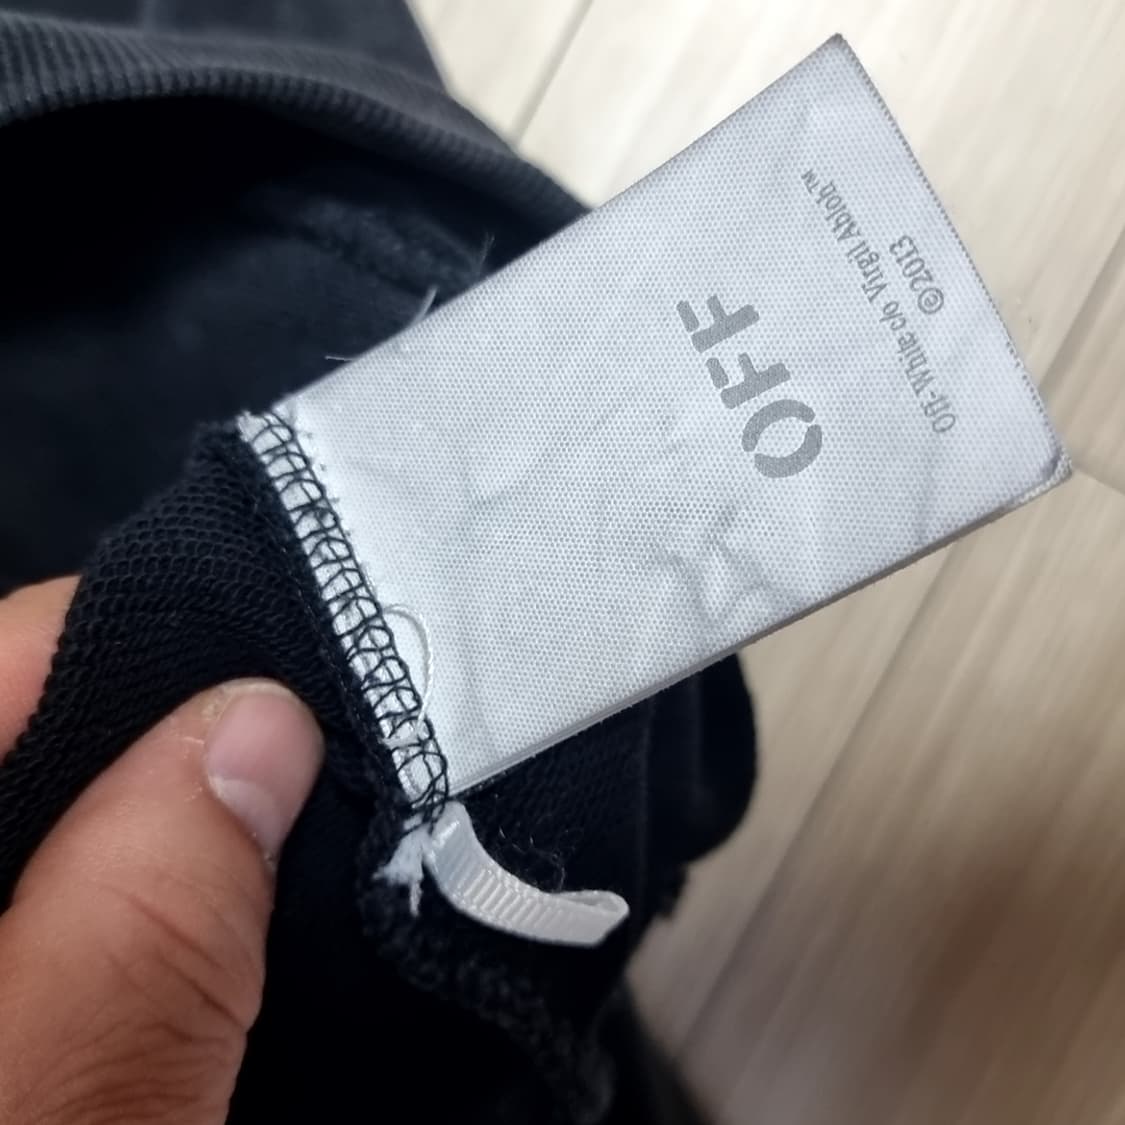 OFF
Off-White c/o Virgil Abloh™
©2013